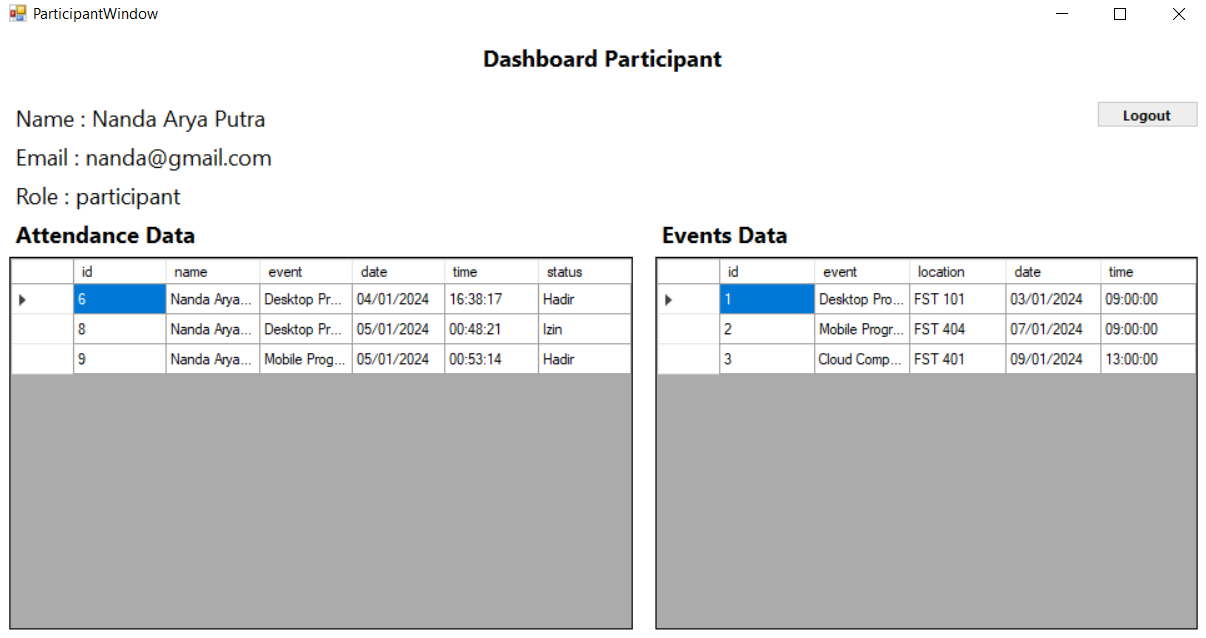 ParticipantWindow
Dashboard Participant
Name : Nanda Arya Putra
Logout
Email : nanda@gmail.com
Role : participant
Attendance Data
id name event date time status
6 Nanda Arya... Desktop Pr... 04/01/2024 16:38:17 Hadir
8 Nanda Arya... Desktop Pr... 05/01/2024 00:48:21 Izin
9 Nanda Arya... Mobile Prog... 05/01/2024 00:53:14 Hadir
Events Data
id event location date time
1 Desktop Pro... FST 101 03/01/2024 09:00:00
2 Mobile Progr... FST 404 07/01/2024 09:00:00
3 Cloud Comp... FST 401 09/01/2024 13:00:00